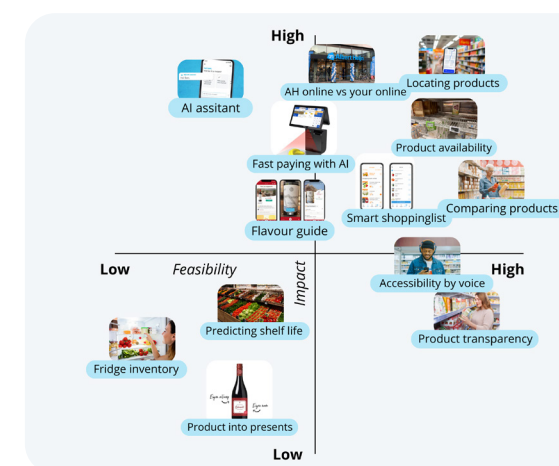 High
AI assitant
AH online vs your online
Locating products
Product availability
Fast paying with AI
Smart shoppinglist
Comparing products
Flavour guide
Low
Feasibility
Impact
High
Accessibility by voice
Predicting shelf life
Product transparency
Fridge inventory
Product into presents
Low